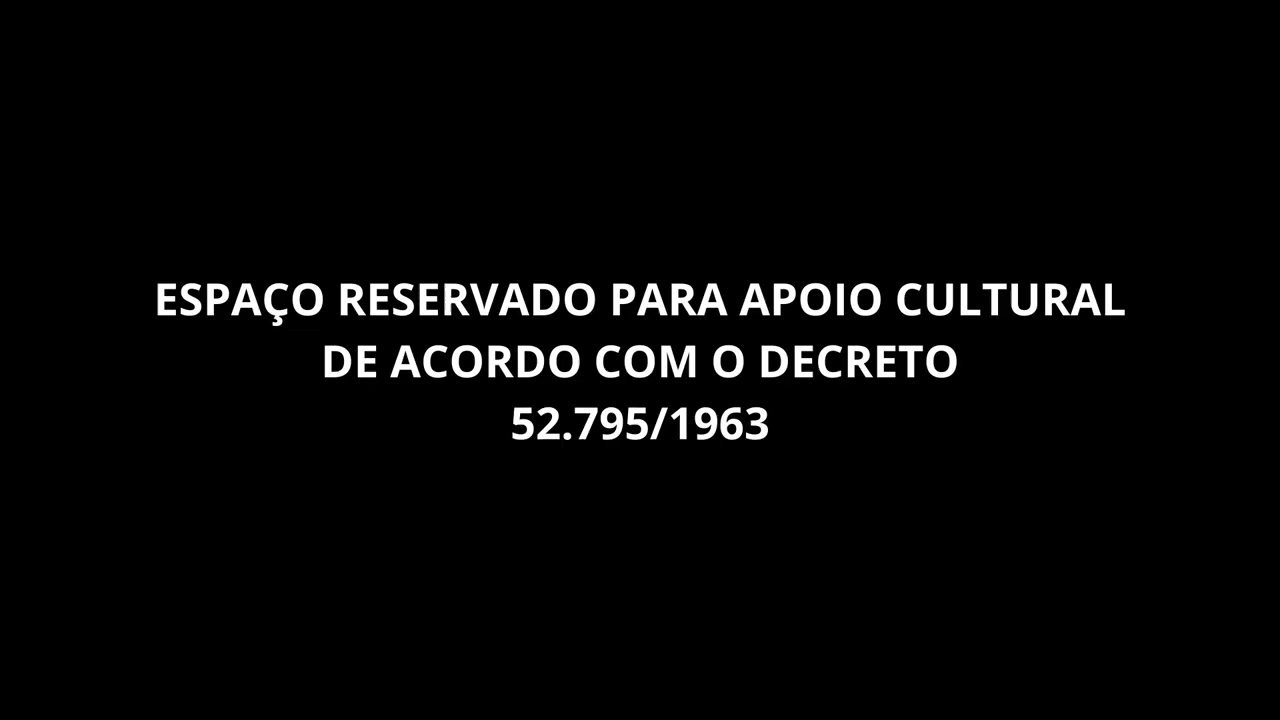 ESPAÇO RESERVADO PARA APOIO CULTURAL
DE ACORDO COM O DECRETO
52.795/1963